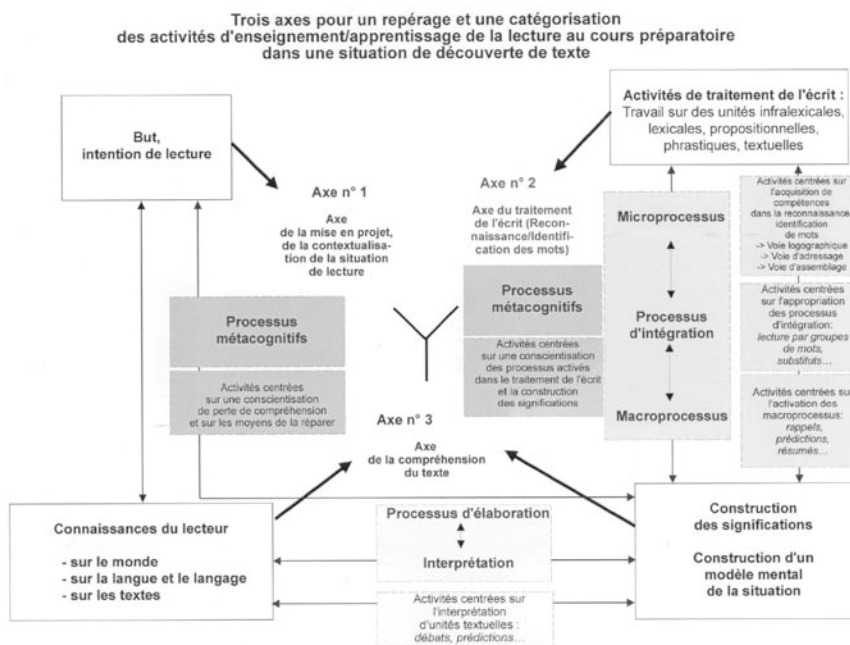 Trois axes pour un repérage et une catégorisation
des activités d'enseignement/apprentissage de la lecture au cours préparatoire
dans une situation de découverte de texte
But,
intention de lecture
Activités de traitement de l'écrit :
Travail sur des unités infralexicales,
lexicales, propositionnelles,
phrastiques, textuelles
Axe n° 1
Axe
de la mise en projet,
de la contextualisa-
tion de la situation
de lecture
Axe n° 2
Axe du traitement
de l'écrit (Recon-
naissance/Identifi-
cation des mots)
Microprocessus
Processus
d'intégration
Macroprocessus
Activités centrées sur
l'acquisition de
compétences
dans la reconnaissance
identification
de mots
-> Voie logographique
-> Voie d'adressage
-> Voie d'assemblage
Activités centrées
sur l'appropriation
des processus
d'intégration:
lecture par groupes
de mots,
substituts...
Activités centrées sur
l'activation des
macroprocessus:
rappels,
prédictions,
résumés...
Processus
métacognitifs
Activités centrées
sur une conscientisation
de perte de compréhension
et sur les moyens de la réparer
Processus
métacognitifs
Activités centrées
sur une conscientisation
des processus activés
dans le traitement de l'écrit
et la construction
des significations
Axe n° 3
Axe
de la compréhension
du texte
Connaissances du lecteur
- sur le monde
- sur la langue et le langage
- sur les textes
Processus d'élaboration
Interprétation
Activités centrées sur
l'interprétation
d'unités textuelles :
débats, prédictions...
Construction
des significations
Construction d'un
modèle mental
de la situation